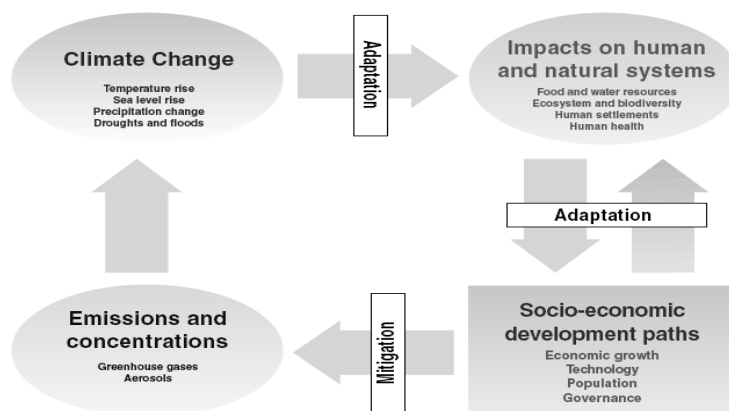 Climate Change
Temperature rise
Sea level rise
Precipitation change
Droughts and floods
Adaptation
Impacts on human
and natural systems
Food and water resources
Ecosystem and biodiversity
Human settlements
Human health
Adaptation
Emissions and
concentrations
Greenhouse gases
Aerosols
Mitigation
Socio-economic
development paths
Economic growth
Technology
Population
Governance